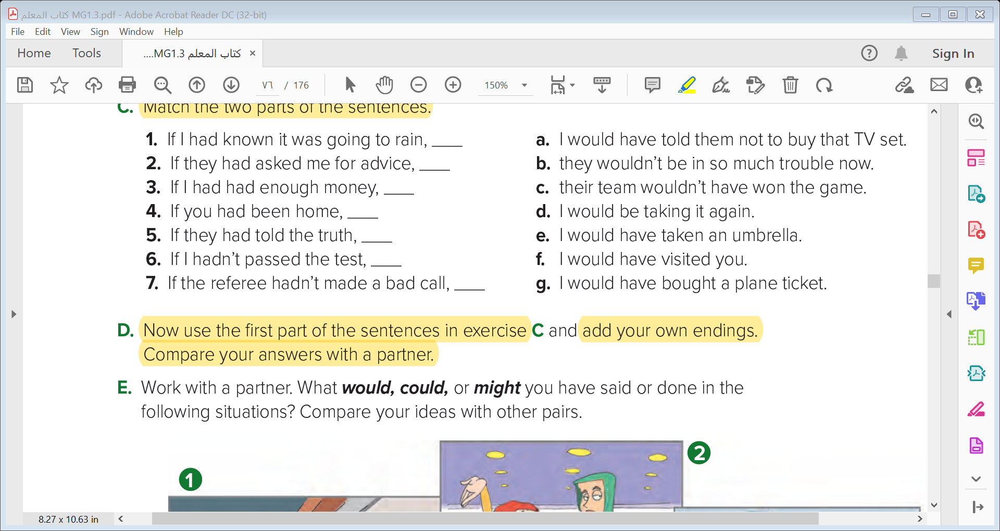 كتاب المعلم MG1.3.pdf - Adobe Acrobat Reader DC (32-bit)
File Edit View Sign Window Help
Home Tools كتاب المعلم MG1.3.... × Sign In
٧٦ / 176 150%
C. Match the two parts of the sentences.
1. If I had known it was going to rain, ____ a. I would have told them not to buy that TV set.
2. If they had asked me for advice, ____ b. they wouldn't be in so much trouble now.
3. If I had had enough money, ____ c. their team wouldn't have won the game.
4. If you had been home, ____ d. I would be taking it again.
5. If they had told the truth, ____ e. I would have taken an umbrella.
6. If I hadn't passed the test, ____ f. I would have visited you.
7. If the referee hadn't made a bad call, ____ g. I would have bought a plane ticket.
D. Now use the first part of the sentences in exercise C and add your own endings.
Compare your answers with a partner.
E. Work with a partner. What would, could, or might you have said or done in the
following situations? Compare your ideas with other pairs.
1
2
8.27 x 10.63 in